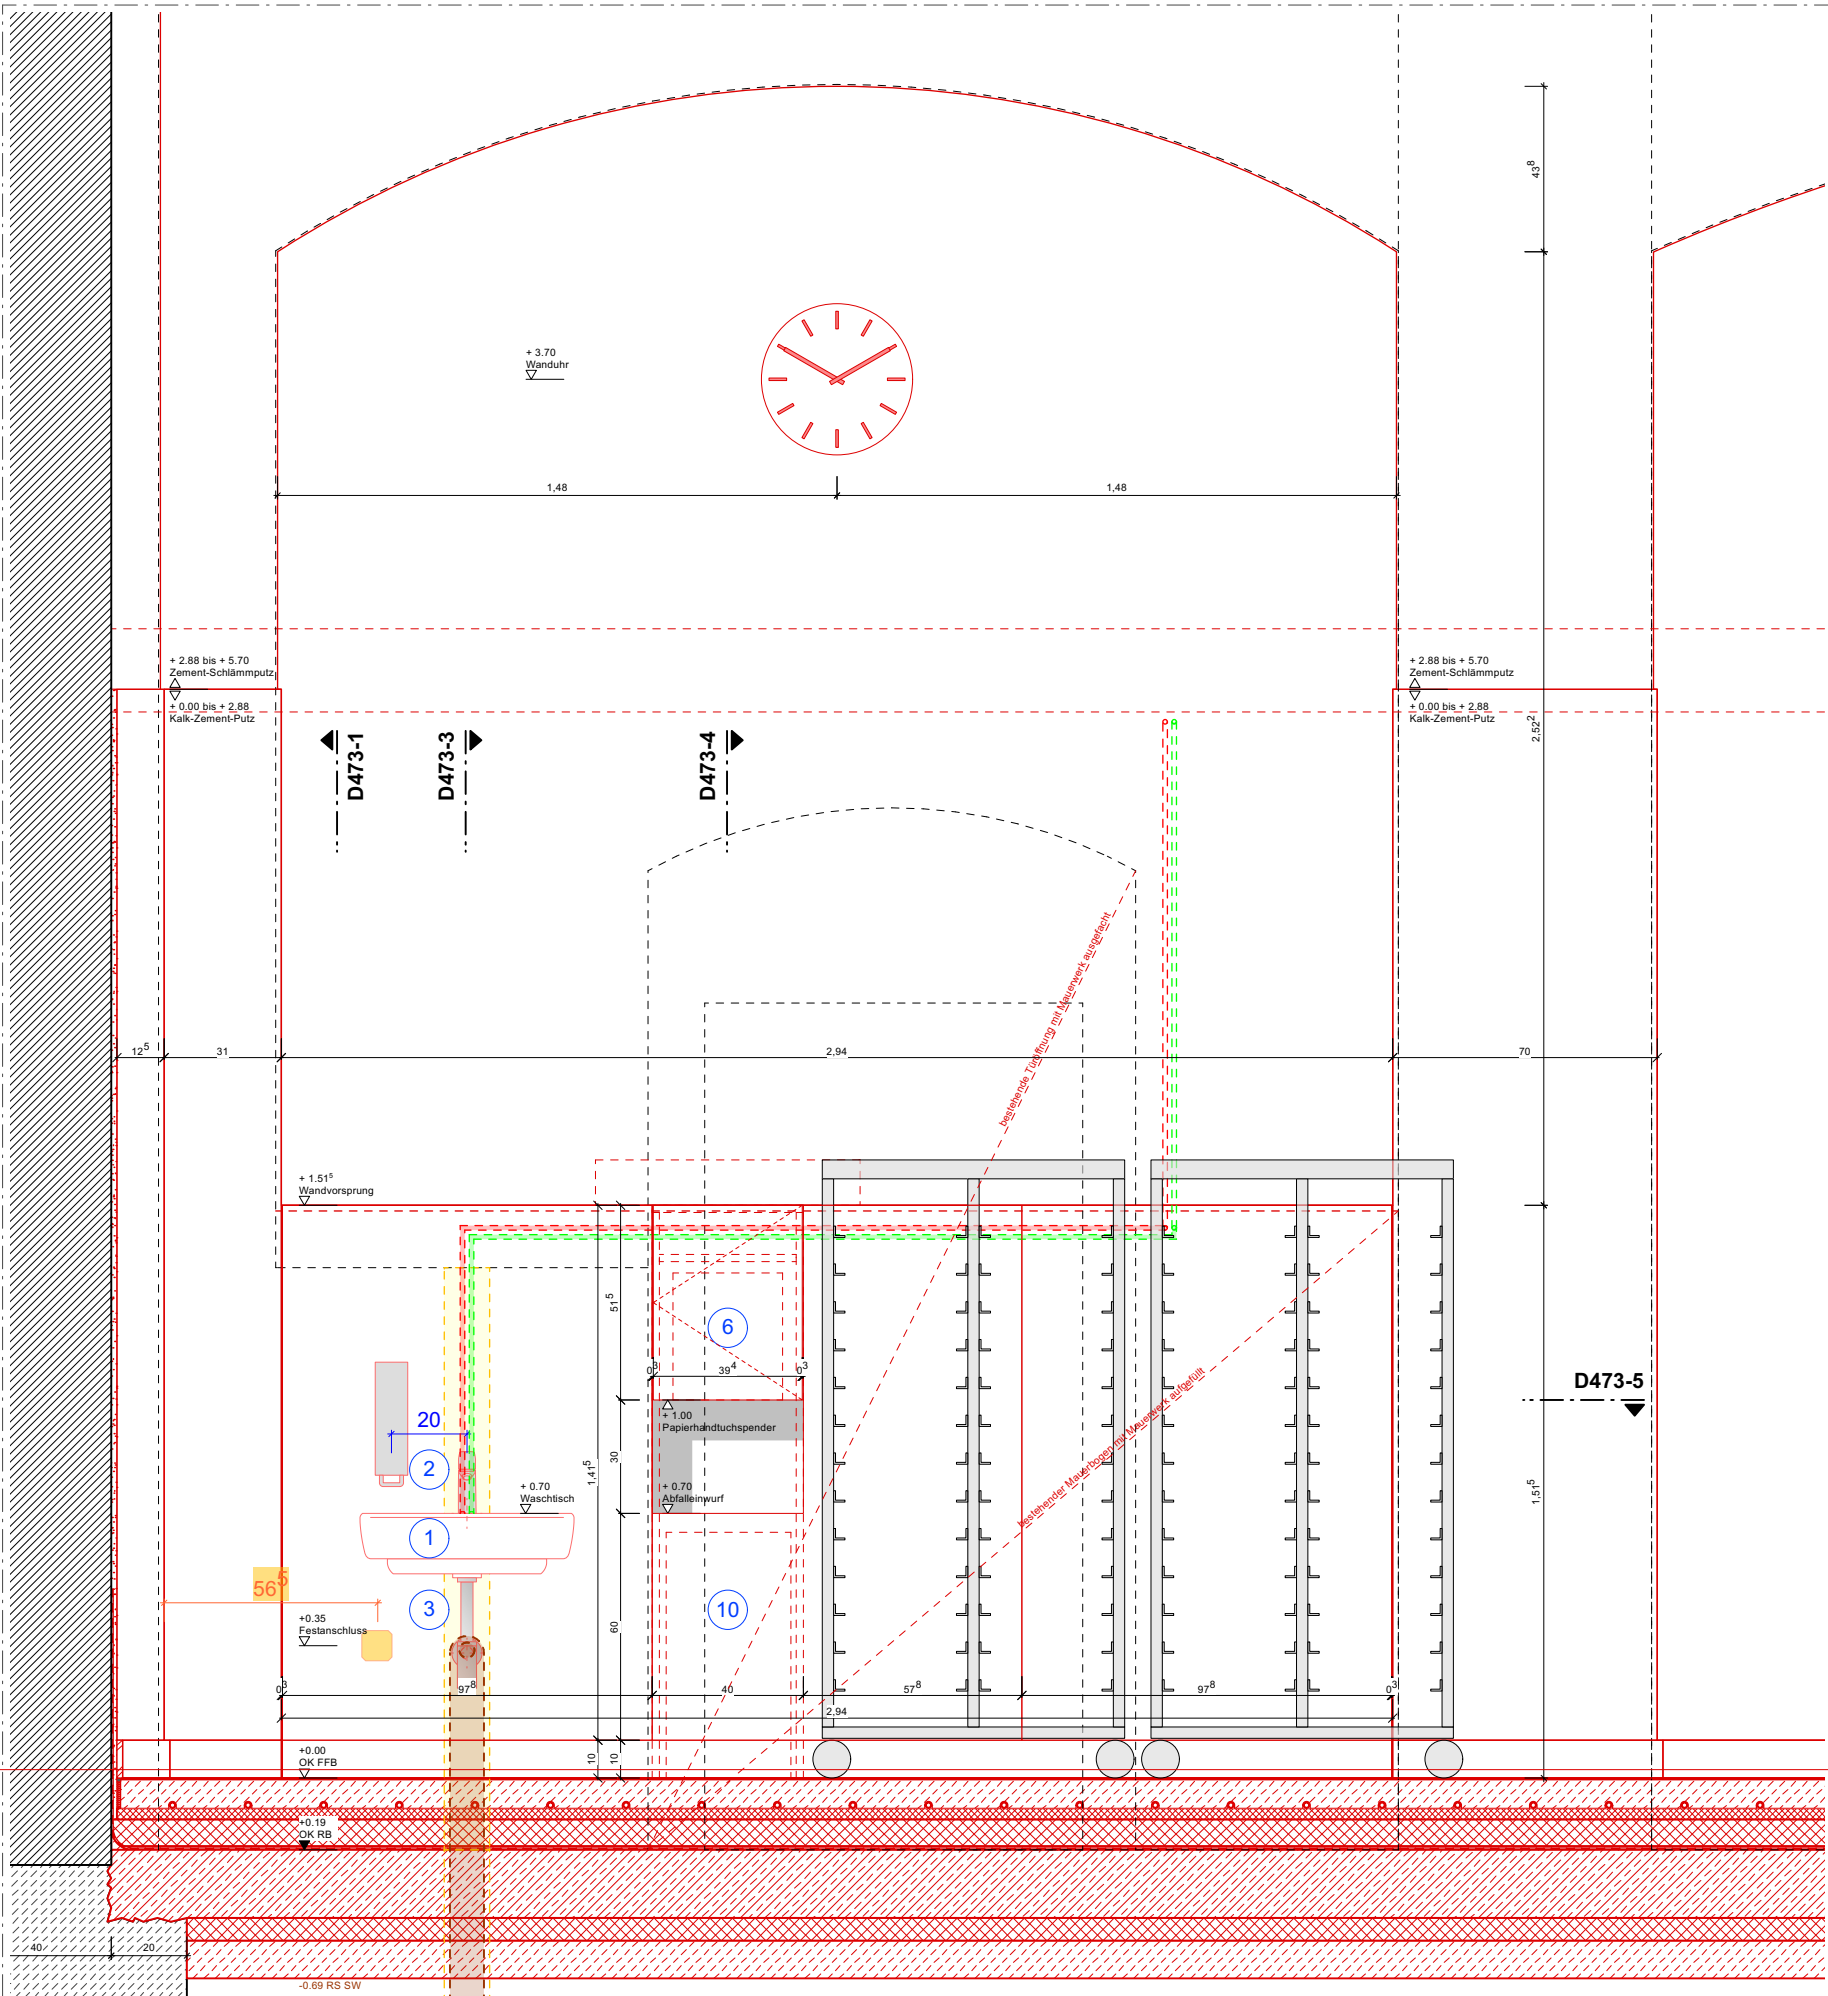 43⁸
+ 3.70
Wanduhr
1,48
1,48
+ 2.88 bis + 5.70
Zement-Schlämmputz
+ 0.00 bis + 2.88
Kalk-Zement-Putz
+ 2.88 bis + 5.70
Zement-Schlämmputz
+ 0.00 bis + 2.88
Kalk-Zement-Putz
2,52²
D473-1
D473-3
D473-4
bestehende Türöffnung mit Mauerwerk ausgefacht
12⁵
31
2,94
70
+ 1.51⁵
Wandvorsprung
51⁵
6
0³
39⁴
0³
D473-5
+ 1.00
Papierhandtuchspender
bestehender Mauerbogen mit Mauerwerk aufgefüllt
20
2
1,41⁵
30
1,51⁵
+ 0.70
Waschtisch
+ 0.70
Abfalleinwurf
1
56⁵
3
10
+0.35
Festanschluss
60
0³
97⁸
40
57⁸
97⁸
0³
2,94
+0.00
OK FFB
10
10
+0.19
OK RB
40
20
-0.69 RS SW